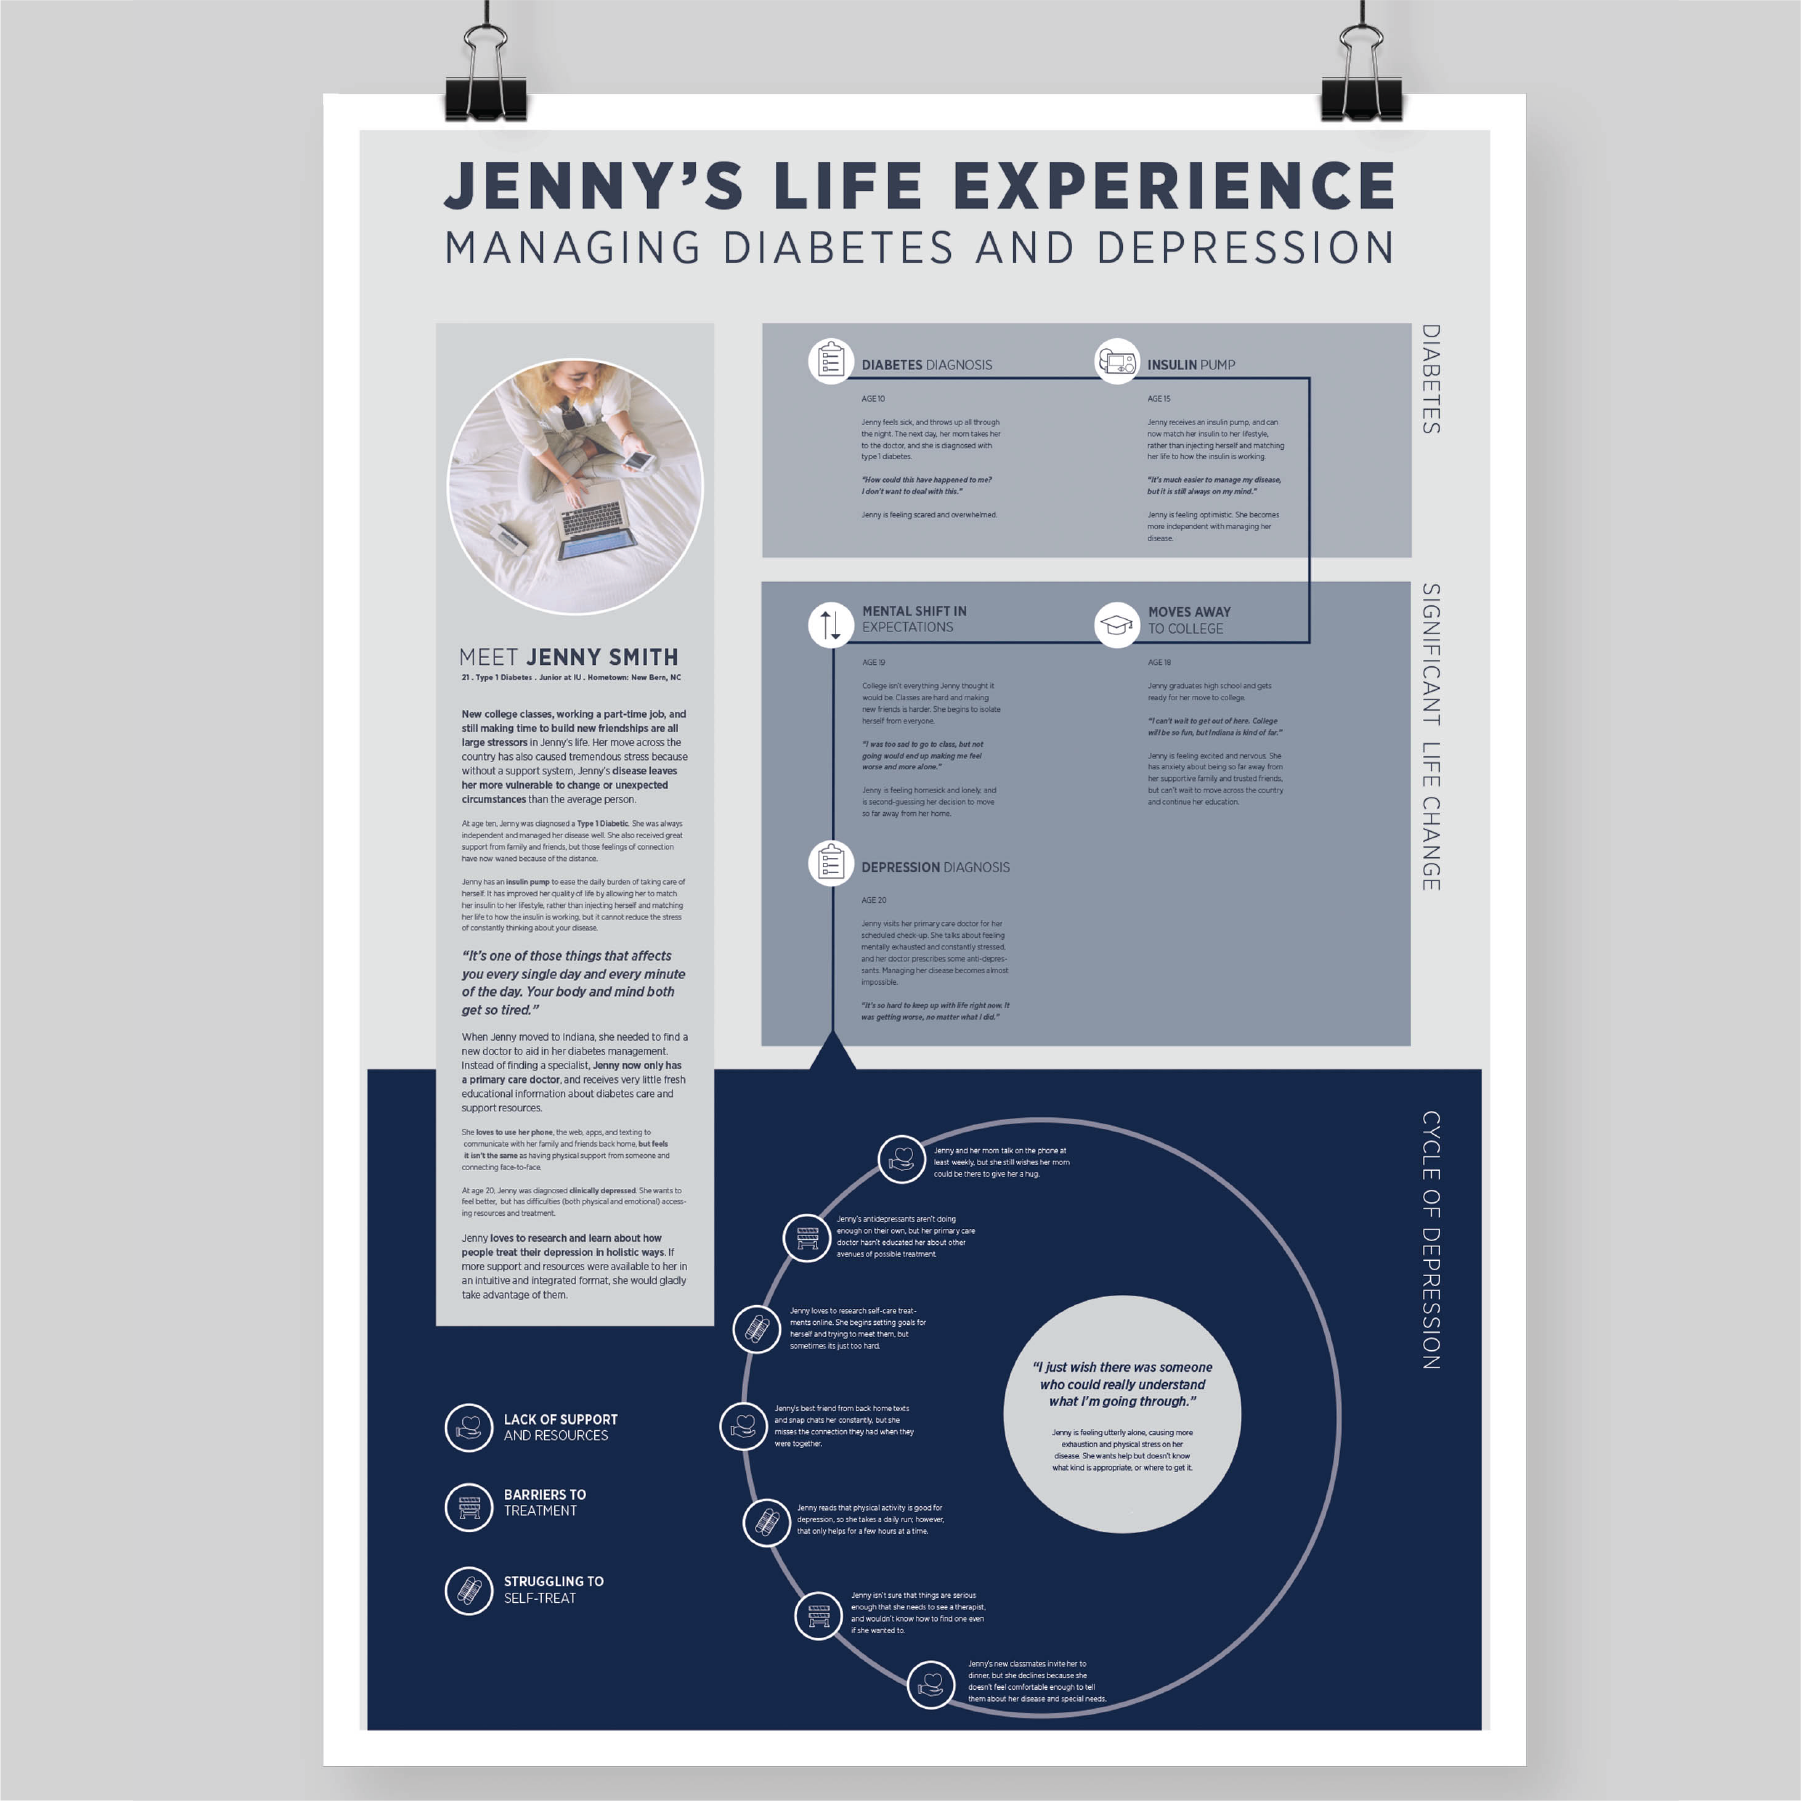 JENNY'S LIFE EXPERIENCE
MANAGING DIABETES AND DEPRESSION
MEET JENNY SMITH
21 . Type 1 Diabetes . Junior at IU . Hometown: New Bern, NC
New college classes, working a part-time job, and
still making time to build new friendships are all
large stressors in Jenny's life. Her move across the
country has also caused tremendous stress because
without a support system, Jenny's disease leaves
her more vulnerable to change or unexpected
circumstances than the average person.
At age ten, Jenny was diagnosed a Type 1 Diabetic. She was always
independent and managed her disease well. She also received great
support from family and friends, but those feelings of connection
have now waned because of the distance.
Jenny has an insulin pump to ease the daily burden of taking care of
herself. It has improved her quality of life by allowing her to match
her insulin to her lifestyle, rather than injecting herself and matching
her life to how the insulin is working, but it cannot reduce the stress
of constantly thinking about your disease.
“It's one of those things that affects
you every single day and every minute
of the day. Your body and mind both
get so tired.”
When Jenny moved to Indiana, she needed to find a
new doctor to aid in her diabetes management.
Instead of finding a specialist, Jenny now only has
a primary care doctor, and receives very little fresh
educational information about diabetes care and
support resources.
She loves to use her phone, the web, apps, and texting to
communicate with her family and friends back home, but feels
it isn't the same as having physical support from someone and
connecting face-to-face.
At age 20, Jenny was diagnosed clinically depressed. She wants to
feel better, but has difficulties (both physical and emotional) access-
ing resources and treatment.
Jenny loves to research and learn about how
people treat their depression in holistic ways. If
more support and resources were available to her in
an intuitive and integrated format, she would gladly
take advantage of them.
DIABETES
DIABETES DIAGNOSIS
AGE 10
Jenny feels sick, and throws up all through
the night. The next day, her mom takes her
to the doctor, and she is diagnosed with
type 1 diabetes.
“How could this have happened to me?
I don't want to deal with this.”
Jenny is feeling scared and overwhelmed.
INSULIN PUMP
AGE 15
Jenny receives an insulin pump, and can
now match her insulin to her lifestyle,
rather than injecting herself and matching
her life to how the insulin is working.
“It's much easier to manage my disease,
but it is still always on my mind.”
Jenny is feeling optimistic. She becomes
more independent with managing her
disease.
SIGNIFICANT LIFE CHANGE
MOVES AWAY
TO COLLEGE
AGE 18
Jenny graduates high school and gets
ready for her move to college.
“I can't wait to get out of here. College
will be so fun, but Indiana is kind of far.”
Jenny is feeling excited and nervous. She
has anxiety about being so far away from
her supportive family and trusted friends,
but can't wait to move across the country
and continue her education.
MENTAL SHIFT IN
EXPECTATIONS
AGE 19
College isn't everything Jenny thought it
would be. Classes are hard and making
new friends is harder. She begins to isolate
herself from everyone.
“I was too sad to go to class, but not
going would end up making me feel
worse and more alone.”
Jenny is feeling homesick and lonely, and
is second-guessing her decision to move
so far away from her home.
DEPRESSION DIAGNOSIS
AGE 20
Jenny visits her primary care doctor for her
scheduled check-up. She talks about feeling
mentally exhausted and constantly stressed,
and her doctor prescribes some anti-depres-
sants. Managing her disease becomes almost
impossible.
“It's so hard to keep up with life right now. It
was getting worse, no matter what I did.”
CYCLE OF DEPRESSION
Jenny and her mom talk on the phone at
least weekly, but she still wishes her mom
could be there to give her a hug.
Jenny's antidepressants aren't doing
enough on their own, but her primary care
doctor hasn't educated her about other
avenues of possible treatment.
Jenny loves to research self-care treat-
ments online. She begins setting goals for
herself and trying to meet them, but
sometimes its just too hard.
Jenny's best friend from back home texts
and snap chats her constantly, but she
misses the connection they had when they
were together.
Jenny reads that physical activity is good for
depression, so she takes a daily run; however,
that only helps for a few hours at a time.
Jenny isn't sure that things are serious
enough that she needs to see a therapist,
and wouldn't know how to find one even
if she wanted to.
Jenny's new classmates invite her to
dinner, but she declines because she
doesn't feel comfortable enough to tell
them about her disease and special needs.
“I just wish there was someone
who could really understand
what I'm going through.”
Jenny is feeling utterly alone, causing more
exhaustion and physical stress on her
disease. She wants help but doesn't know
what kind is appropriate, or where to get it.
LACK OF SUPPORT
AND RESOURCES
BARRIERS TO
TREATMENT
STRUGGLING TO
SELF-TREAT